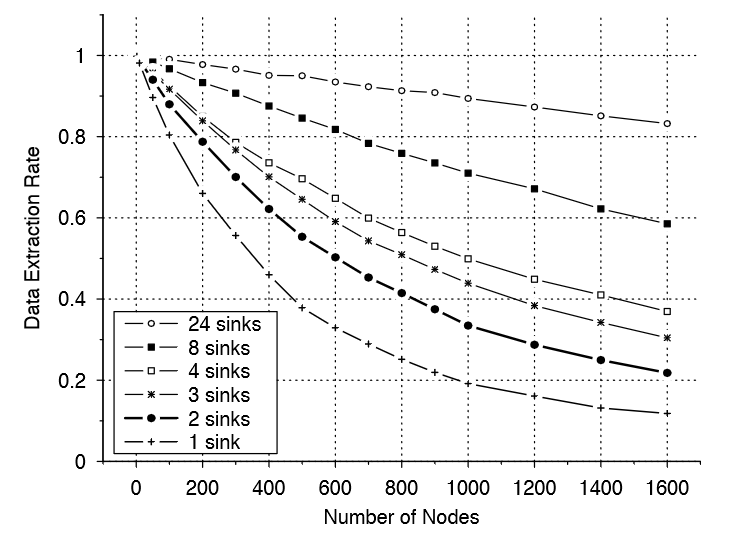 1
0.8
0.6
0.4
0.2
0
Data Extraction Rate
24 sinks
8 sinks
4 sinks
3 sinks
2 sinks
1 sink
0 200 400 600 800 1000 1200 1400 1600
Number of Nodes